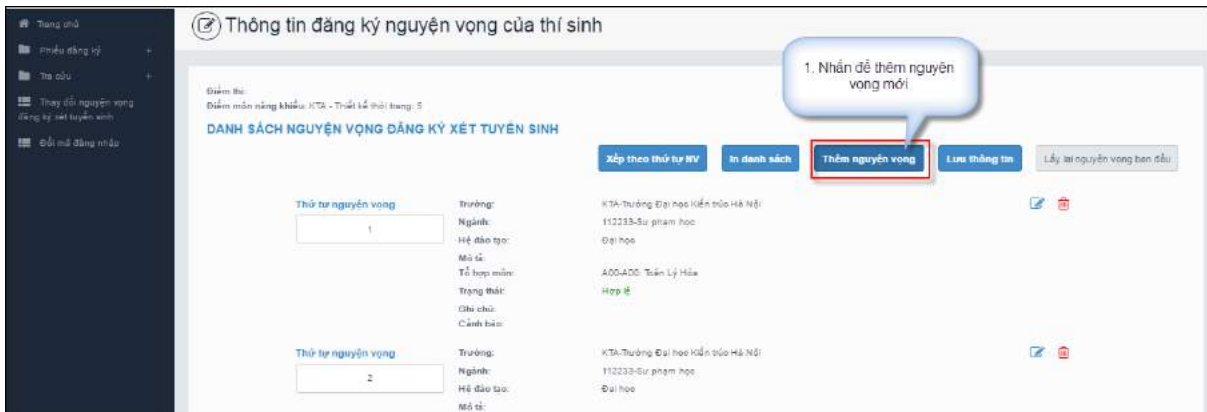 Trang chủ
Phiếu đăng ký +
Tra cứu +
Thay đổi nguyện vọng
đăng ký xét tuyển sinh
Đổi mã đăng nhập
Thông tin đăng ký nguyện vọng của thí sinh
1. Nhấn để thêm nguyện
vọng mới
Điểm thi:
Điểm môn năng khiếu: KTA - Thiết kế thời trang: 5
DANH SÁCH NGUYỆN VỌNG ĐĂNG KÝ XÉT TUYỂN SINH
Xếp theo thứ tự NV In danh sách Thêm nguyện vọng Lưu thông tin Lấy lại nguyện vọng ban đầu
Thứ tự nguyện vọng Trường: KTA-Trường Đại học Kiến trúc Hà Nội
1 Ngành: 112233-Sư phạm học
Hệ đào tạo: Đại học
Mô tả:
Tổ hợp môn: A00-A00: Toán Lý Hóa
Trạng thái: Hợp lệ
Ghi chú:
Cảnh báo:
Thứ tự nguyện vọng Trường: KTA-Trường Đại học Kiến trúc Hà Nội
2 Ngành: 112233-Sư phạm học
Hệ đào tạo: Đại học
Mô tả: